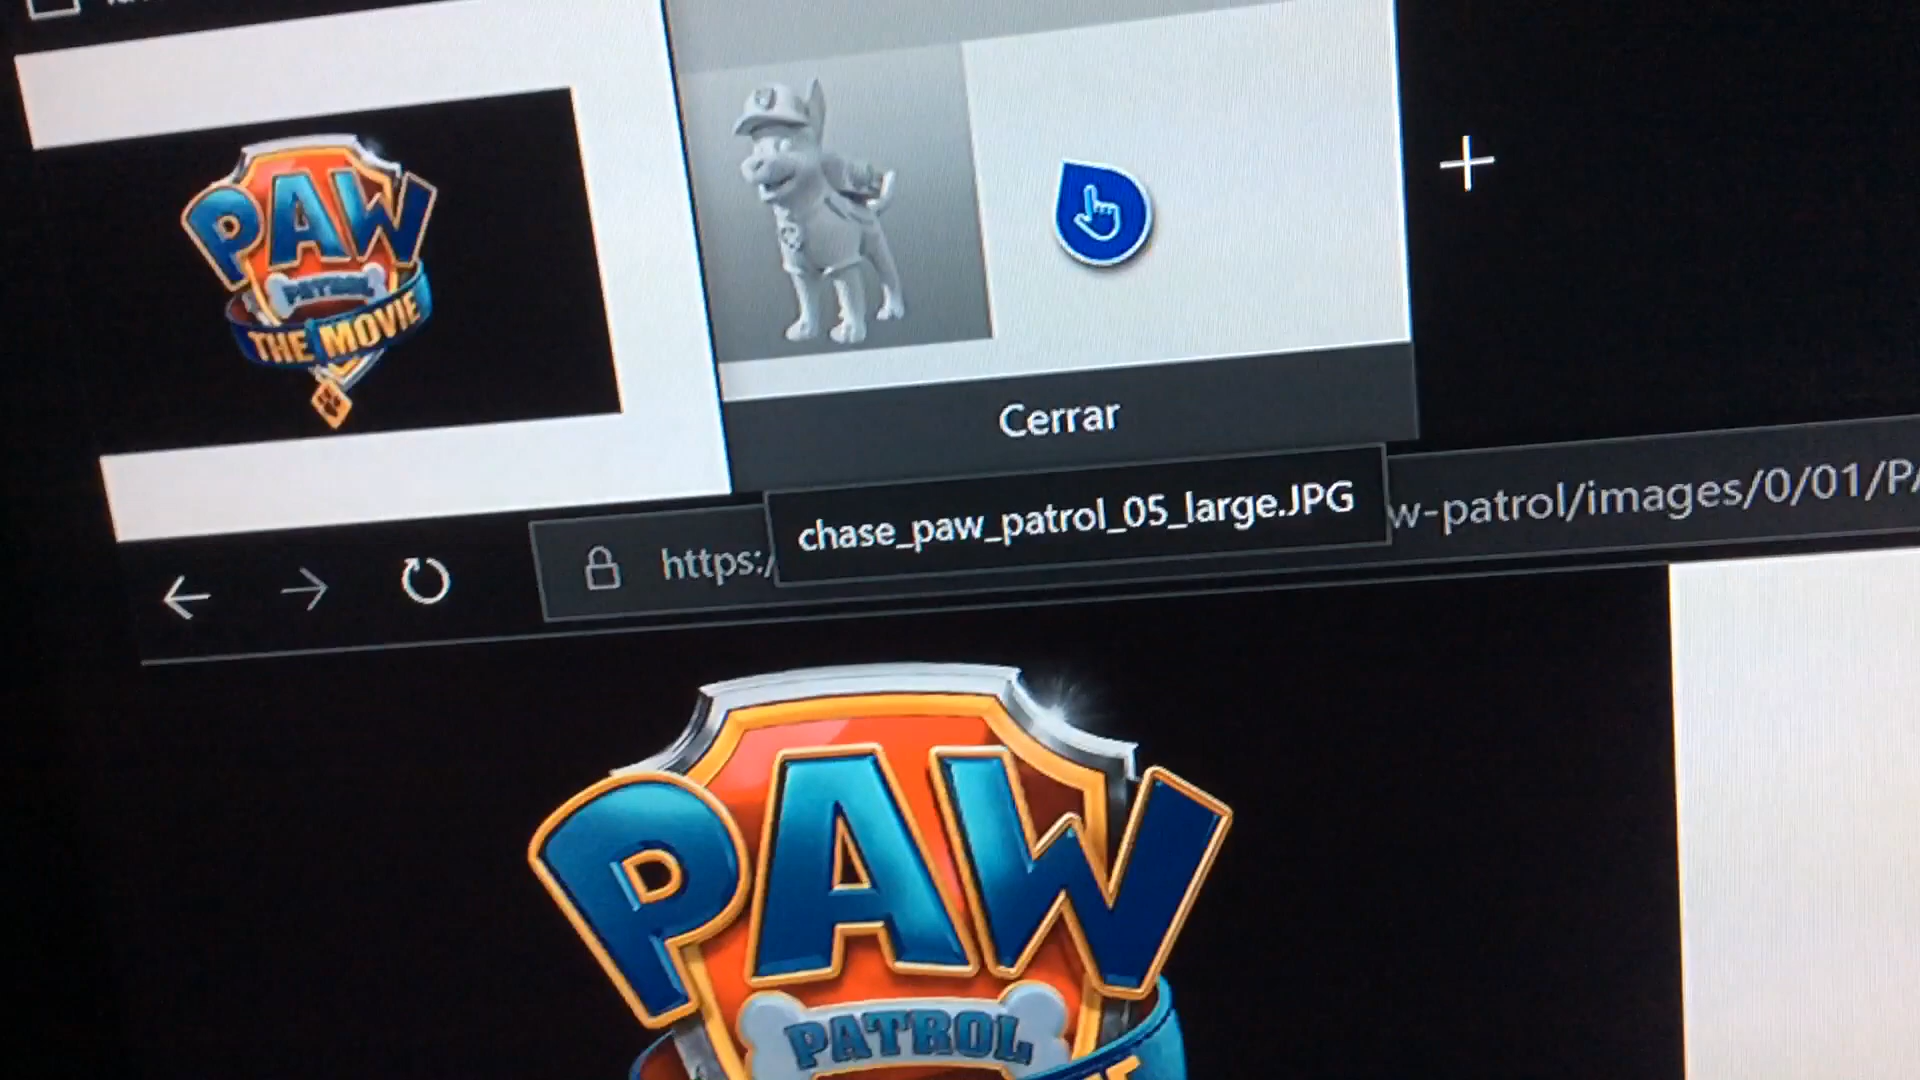 PAW
PATROL
THE MOVIE
Cerrar
chase_paw_patrol_05_large.JPG
https:/
w-patrol/images/0/01/P
PAW
PATROL